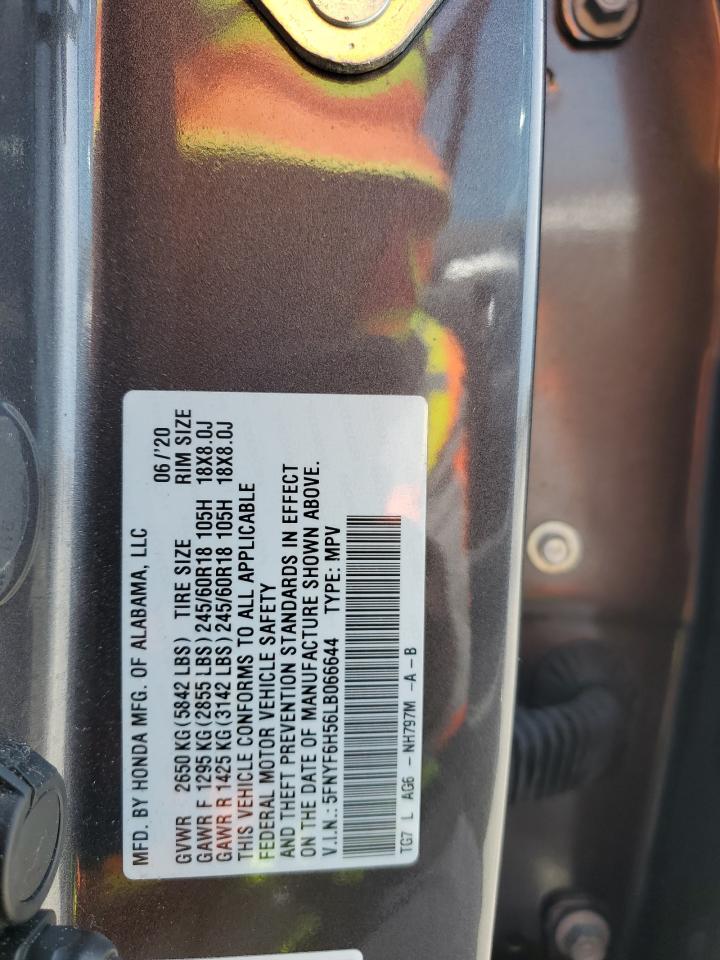 MFD. BY HONDA MFG. OF ALABAMA, LLC 06/'20
GVWR 2650 KG (5842 LBS) TIRE SIZE RIM SIZE
GAWR F 1295 KG (2855 LBS) 245/60R18 105H 18X8.0J
GAWR R 1425 KG (3142 LBS) 245/60R18 105H 18X8.0J
THIS VEHICLE CONFORMS TO ALL APPLICABLE
FEDERAL MOTOR VEHICLE SAFETY
AND THEFT PREVENTION STANDARDS IN EFFECT
ON THE DATE OF MANUFACTURE SHOWN ABOVE.
V.I.N.: 5FNYF6H56LB066644 TYPE: MPV
TG7 L AG6 - NH797M -A -B